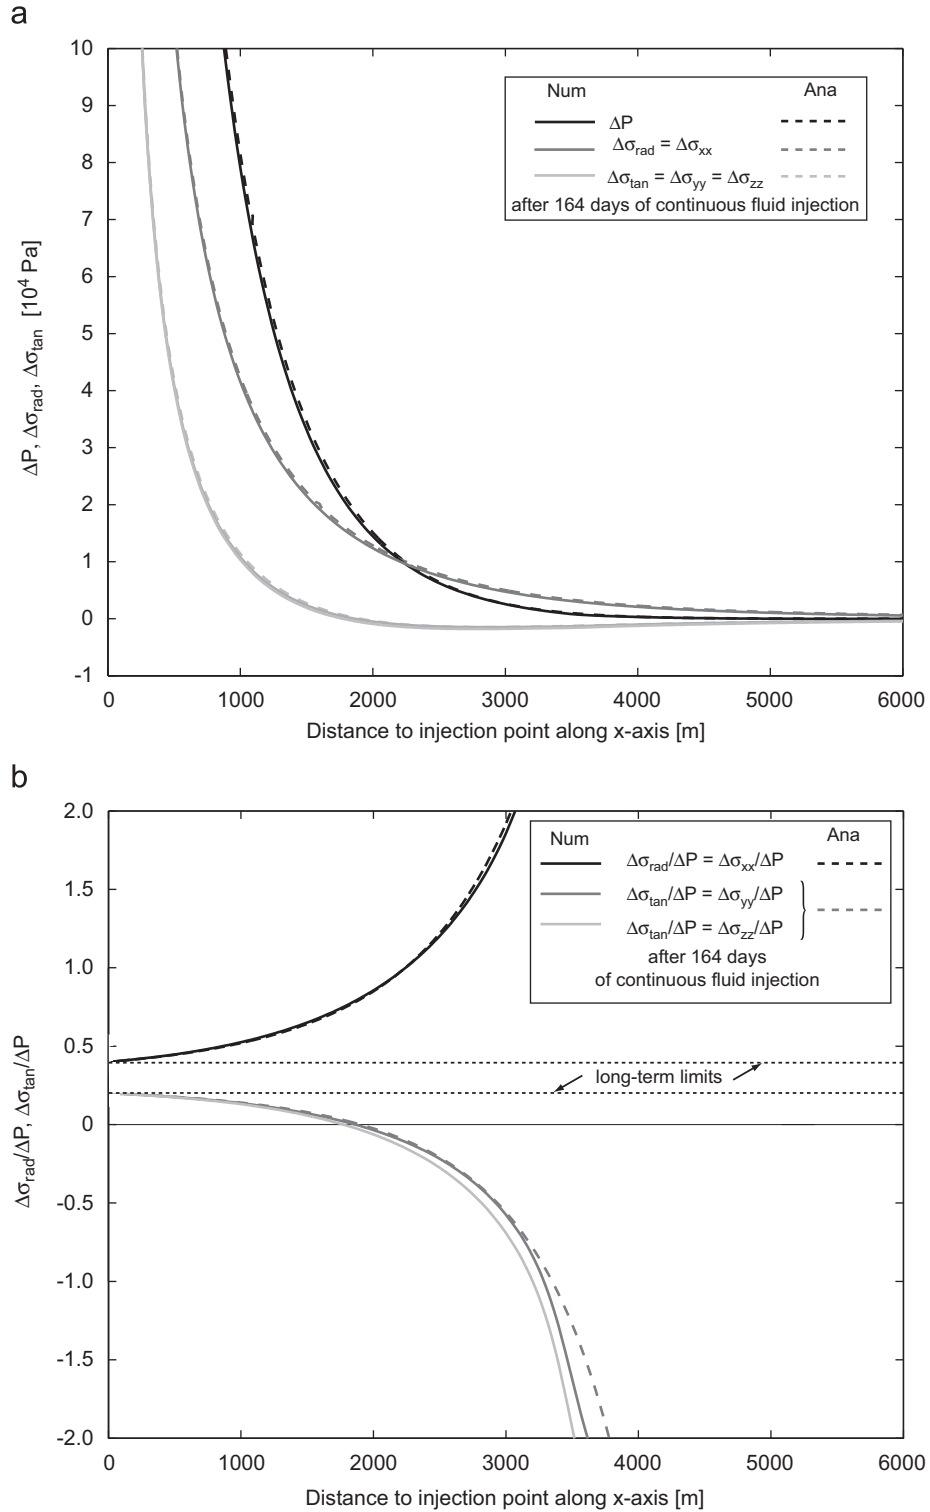 a
10
9
8
7
6
5
4
3
2
1
0
-1
ΔP, Δσrad, Δσtan [10⁴ Pa]
Num Ana
ΔP
Δσrad = Δσxx
Δσtan = Δσyy = Δσzz
after 164 days of continuous fluid injection
0 1000 2000 3000 4000 5000 6000
Distance to injection point along x-axis [m]
b
2.0
1.5
1.0
0.5
0
-0.5
-1.0
-1.5
-2.0
Δσrad/ΔP, Δσtan/ΔP
Num Ana
Δσrad/ΔP = Δσxx/ΔP
Δσtan/ΔP = Δσyy/ΔP
Δσtan/ΔP = Δσzz/ΔP
after 164 days
of continuous fluid injection
long-term limits
0 1000 2000 3000 4000 5000 6000
Distance to injection point along x-axis [m]